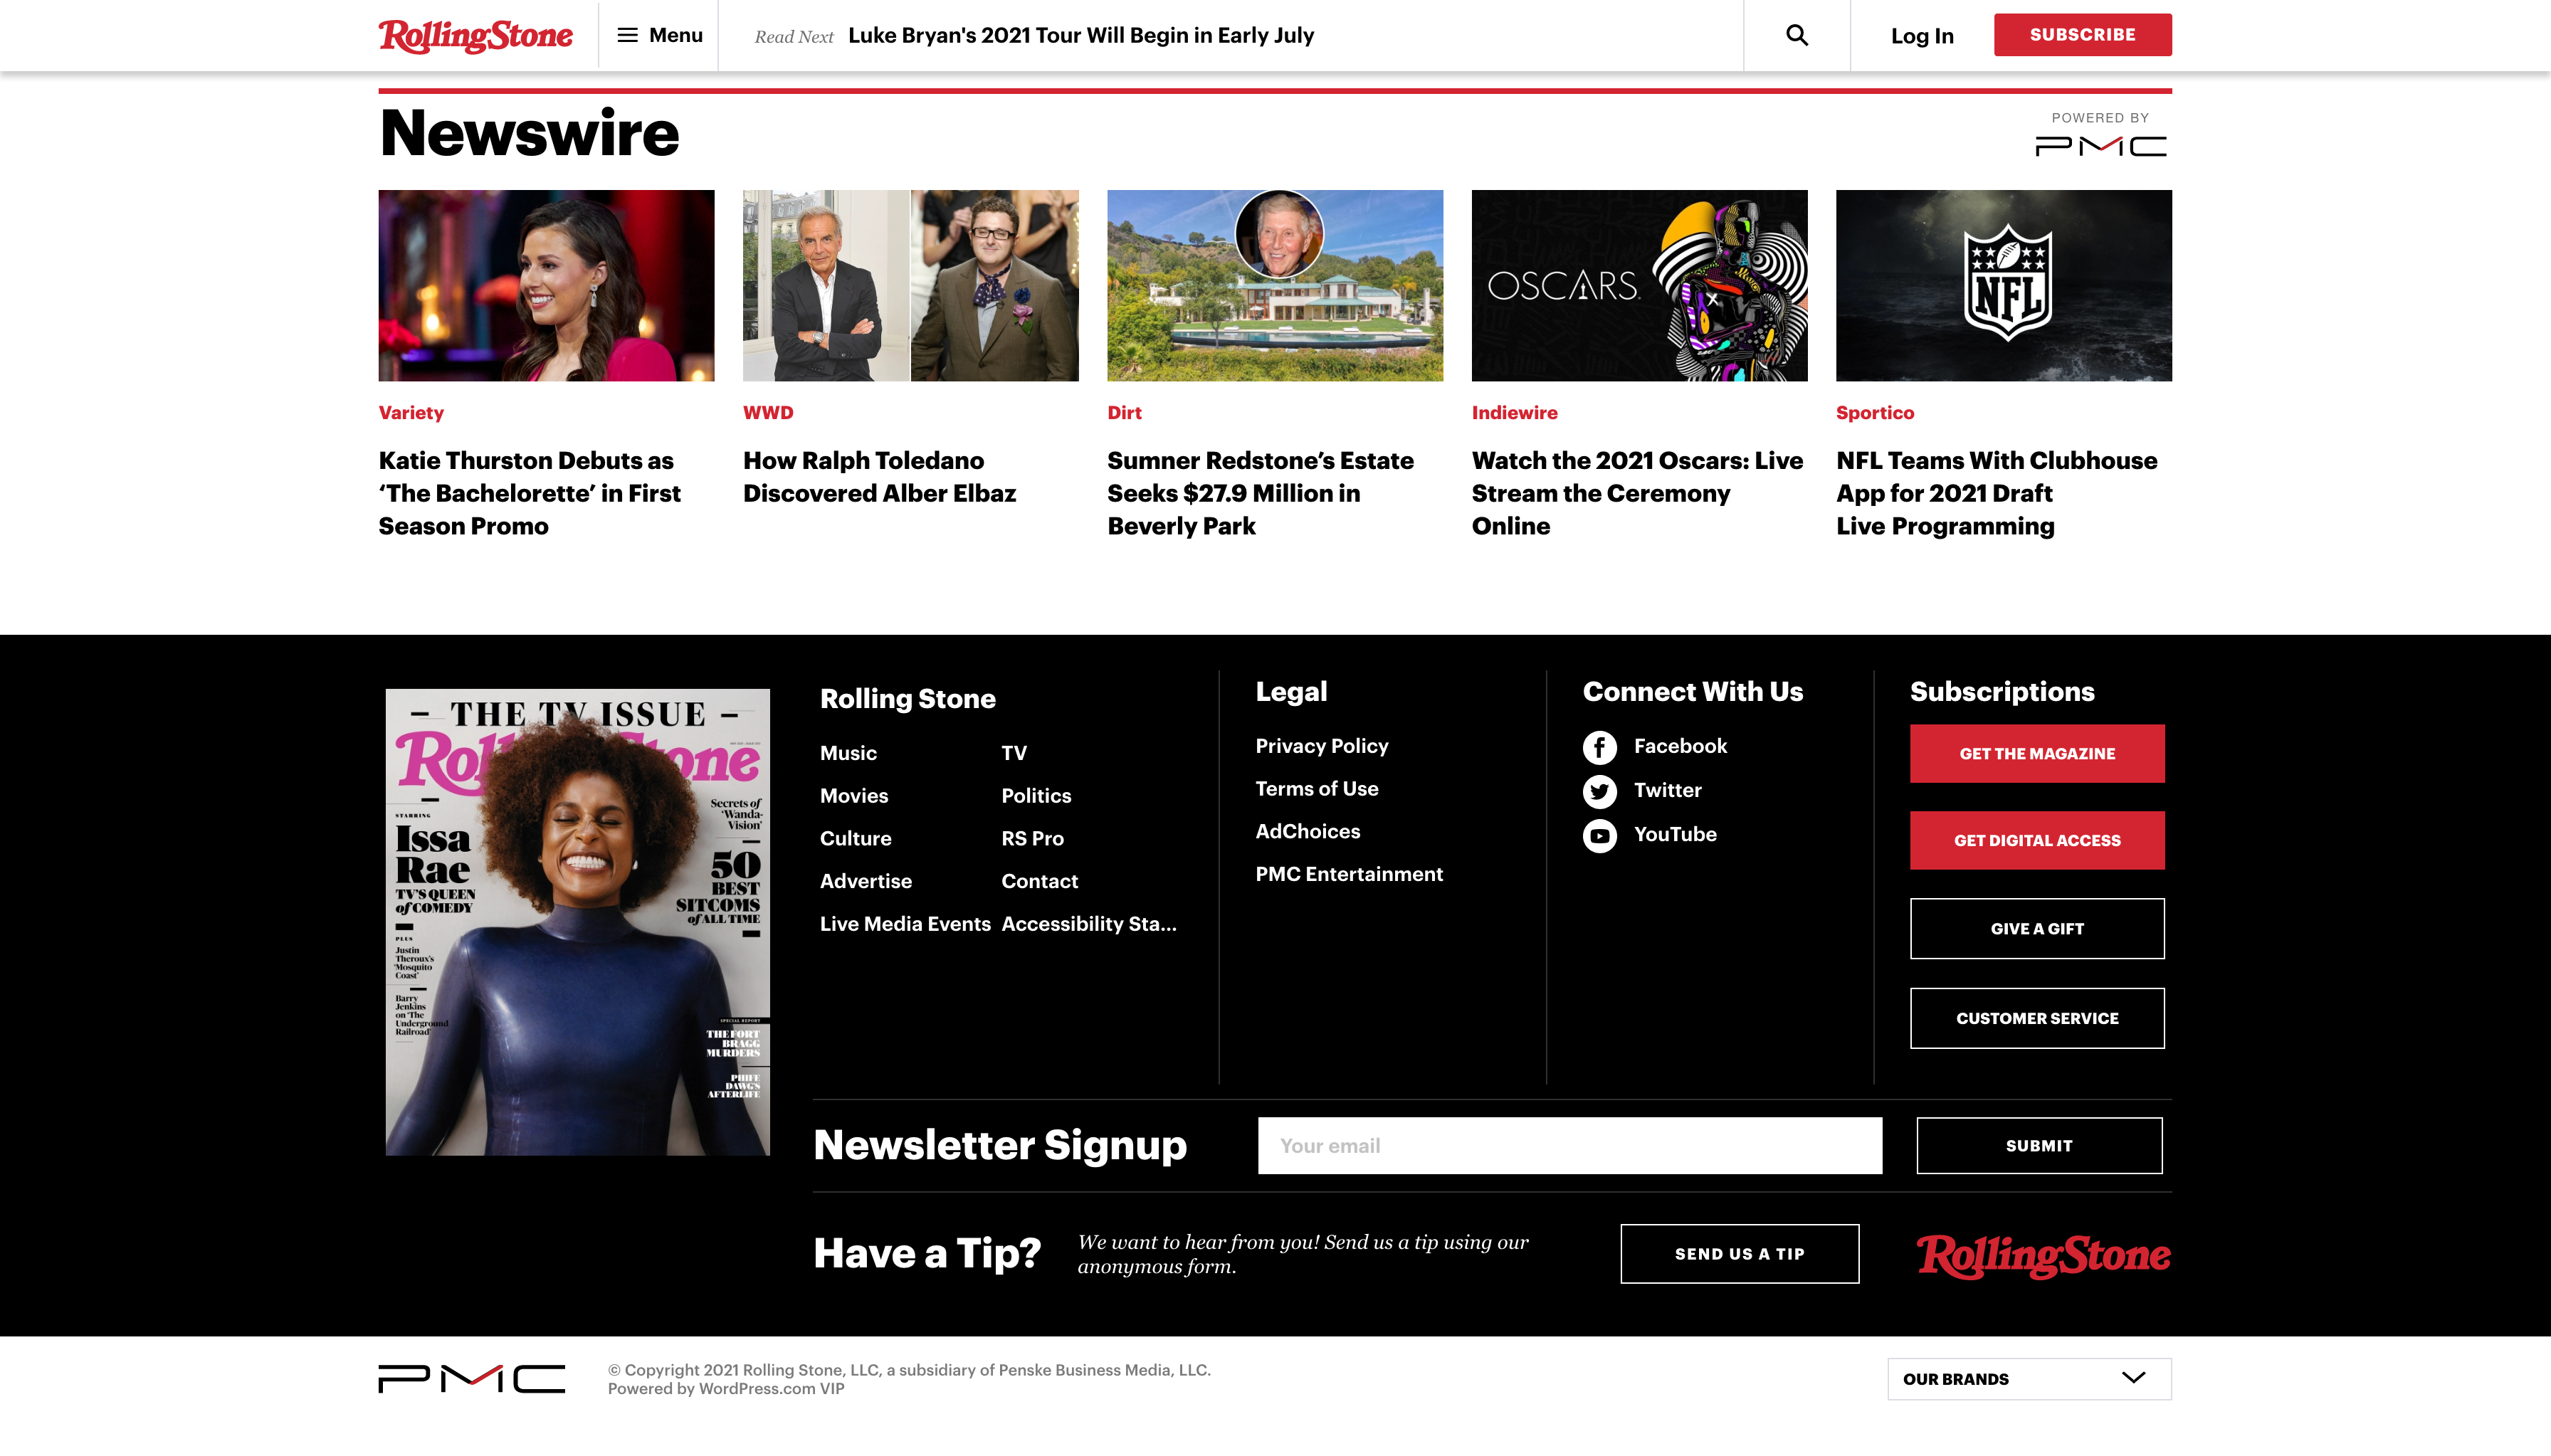 RollingStone
Menu
Read Next Luke Bryan's 2021 Tour Will Begin in Early July
Log In
SUBSCRIBE
Newswire
POWERED BY
PMC
OSCARS
NFL
Variety
Katie Thurston Debuts as
‘The Bachelorette’ in First
Season Promo
WWD
How Ralph Toledano
Discovered Alber Elbaz
Dirt
Sumner Redstone’s Estate
Seeks $27.9 Million in
Beverly Park
Indiewire
Watch the 2021 Oscars: Live
Stream the Ceremony
Online
Sportico
NFL Teams With Clubhouse
App for 2021 Draft
Live Programming
THE TV ISSUE
Roll Stone
STARRING
Issa
Rae
TV'S QUEEN
of COMEDY
PLUS
Justin
Theroux's
'Mosquito
Coast'
Barry
Jenkins
on 'The
Underground
Railroad'
Secrets of
'Wanda-
Vision'
50
BEST
SITCOMS
of ALL TIME
SPECIAL REPORT
THE FORT
BRAGG
MURDERS
PHIFE
DAWG'S
AFTERLIFE
Rolling Stone
Music
TV
Movies
Politics
Culture
RS Pro
Advertise
Contact
Live Media Events
Accessibility Sta...
Legal
Privacy Policy
Terms of Use
AdChoices
PMC Entertainment
Connect With Us
Facebook
Twitter
YouTube
Subscriptions
GET THE MAGAZINE
GET DIGITAL ACCESS
GIVE A GIFT
CUSTOMER SERVICE
Newsletter Signup
Your email
SUBMIT
Have a Tip?
We want to hear from you! Send us a tip using our
anonymous form.
SEND US A TIP
RollingStone
PMC
© Copyright 2021 Rolling Stone, LLC, a subsidiary of Penske Business Media, LLC.
Powered by WordPress.com VIP
OUR BRANDS